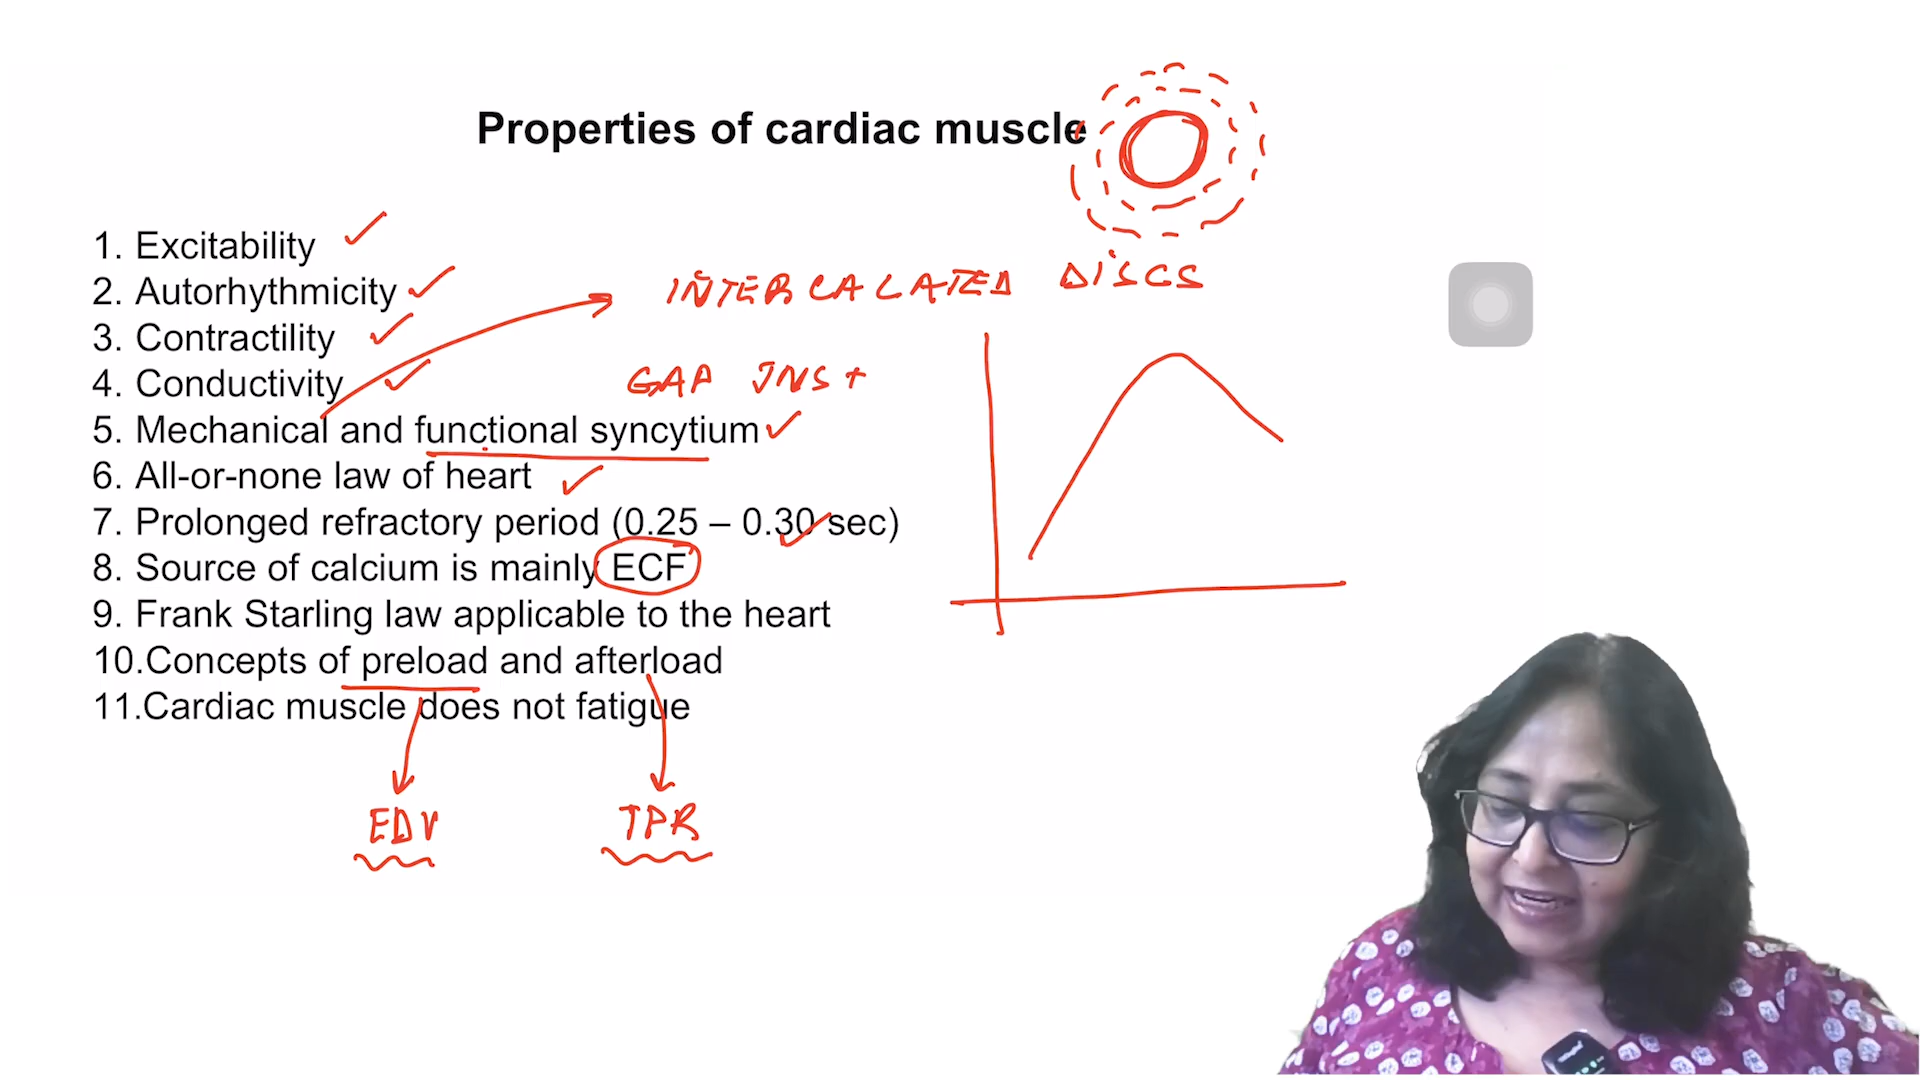 Properties of cardiac muscle
1. Excitability
2. Autorhythmicity
INTERCALATED DISCS
3. Contractility
4. Conductivity
GAP JNS +
5. Mechanical and functional syncytium
6. All-or-none law of heart
7. Prolonged refractory period (0.25 – 0.30 sec)
8. Source of calcium is mainly ECF
9. Frank Starling law applicable to the heart
10.Concepts of preload and afterload
11.Cardiac muscle does not fatigue
EDV TPR